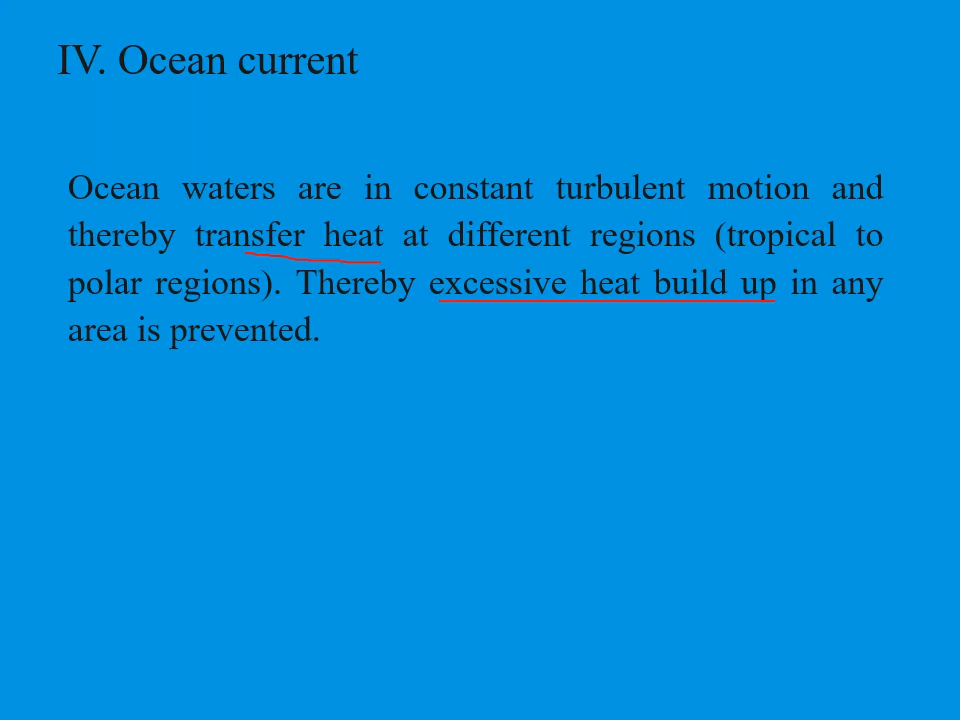 IV. Ocean current
Ocean waters are in constant turbulent motion and
thereby transfer heat at different regions (tropical to
polar regions). Thereby excessive heat build up in any
area is prevented.